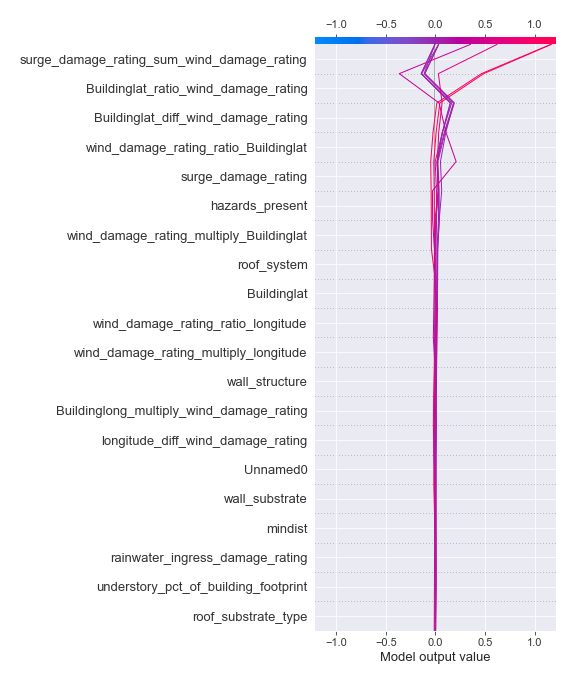 −1.0 −0.5 0.0 0.5 1.0
surge_damage_rating_sum_wind_damage_rating
Buildinglat_ratio_wind_damage_rating
Buildinglat_diff_wind_damage_rating
wind_damage_rating_ratio_Buildinglat
surge_damage_rating
hazards_present
wind_damage_rating_multiply_Buildinglat
roof_system
Buildinglat
wind_damage_rating_ratio_longitude
wind_damage_rating_multiply_longitude
wall_structure
Buildinglong_multiply_wind_damage_rating
longitude_diff_wind_damage_rating
Unnamed0
wall_substrate
mindist
rainwater_ingress_damage_rating
understory_pct_of_building_footprint
roof_substrate_type
−1.0 −0.5 0.0 0.5 1.0
Model output value